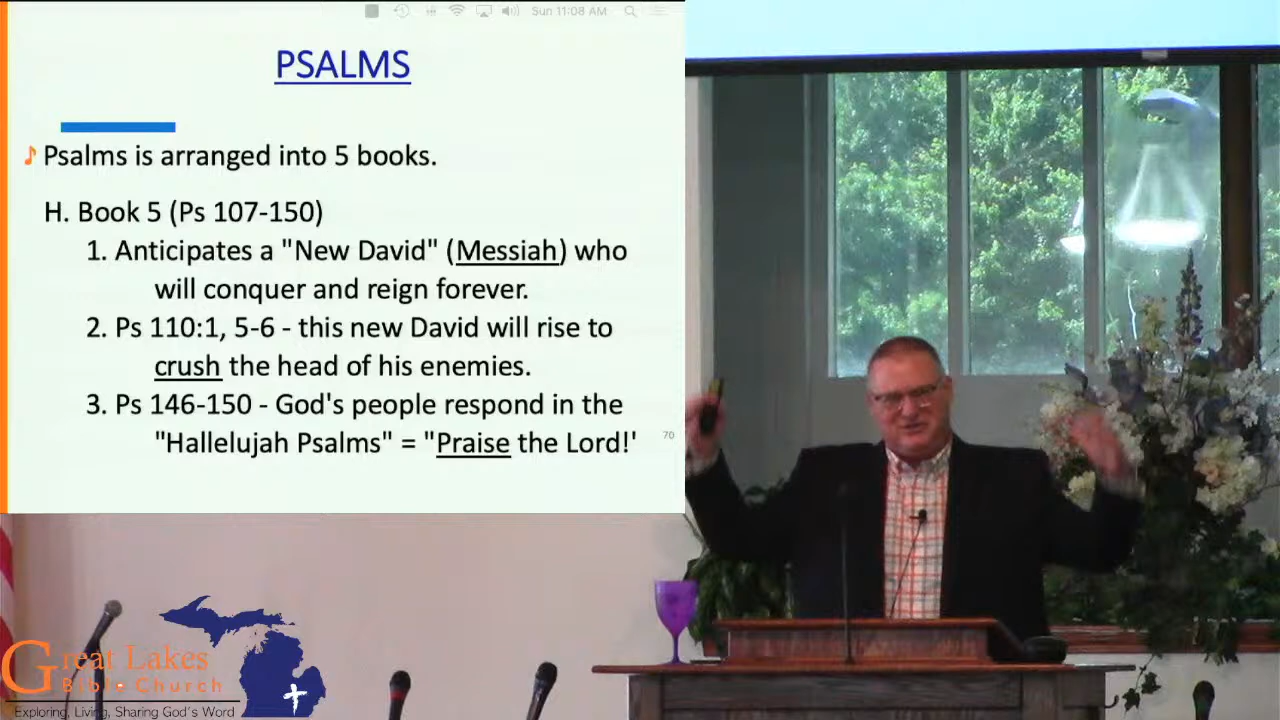 Sun 11:08 AM
PSALMS
♪ Psalms is arranged into 5 books.
H. Book 5 (Ps 107-150)
1. Anticipates a "New David" (Messiah) who
will conquer and reign forever.
2. Ps 110:1, 5-6 - this new David will rise to
crush the head of his enemies.
3. Ps 146-150 - God's people respond in the
"Hallelujah Psalms" = "Praise the Lord!'
70
Great Lakes
Bible Church
Exploring, Living, Sharing God's Word